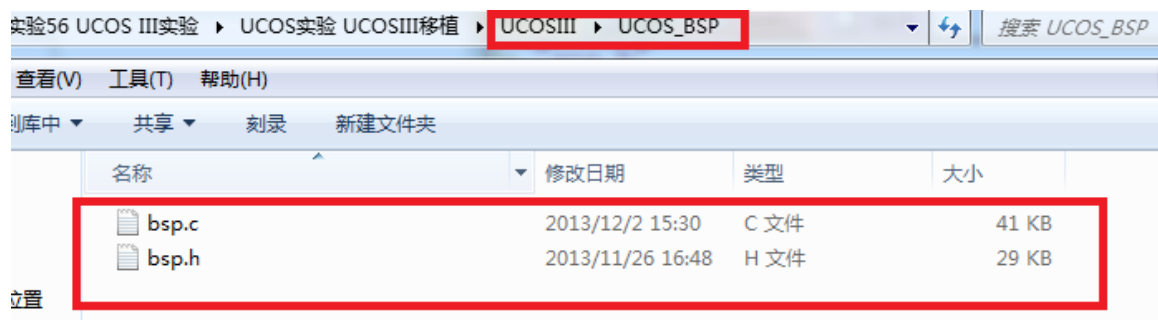 实验56 UCOS III实验 UCOS实验 UCOSIII移植 UCOSIII UCOS_BSP 搜索 UCOS_BSP
查看(V) 工具(T) 帮助(H)
到库中 共享 刻录 新建文件夹
名称 修改日期 类型 大小
bsp.c 2013/12/2 15:30 C 文件 41 KB
bsp.h 2013/11/26 16:48 H 文件 29 KB
位置